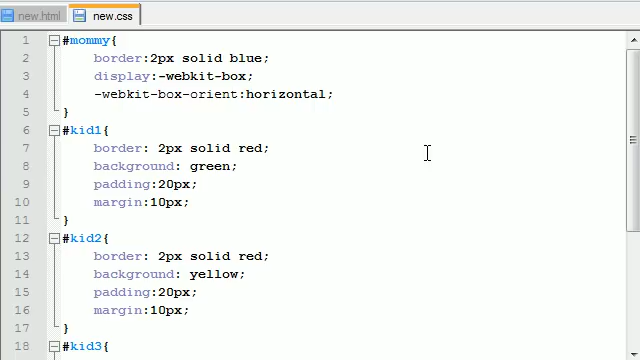 new.html new.css
1 #mommy{
2 border:2px solid blue;
3 display:-webkit-box;
4 -webkit-box-orient:horizontal;
5 }
6 #kid1{
7 border: 2px solid red;
8 background: green;
9 padding:20px;
10 margin:10px;
11 }
12 #kid2{
13 border: 2px solid red;
14 background: yellow;
15 padding:20px;
16 margin:10px;
17 }
18 #kid3{